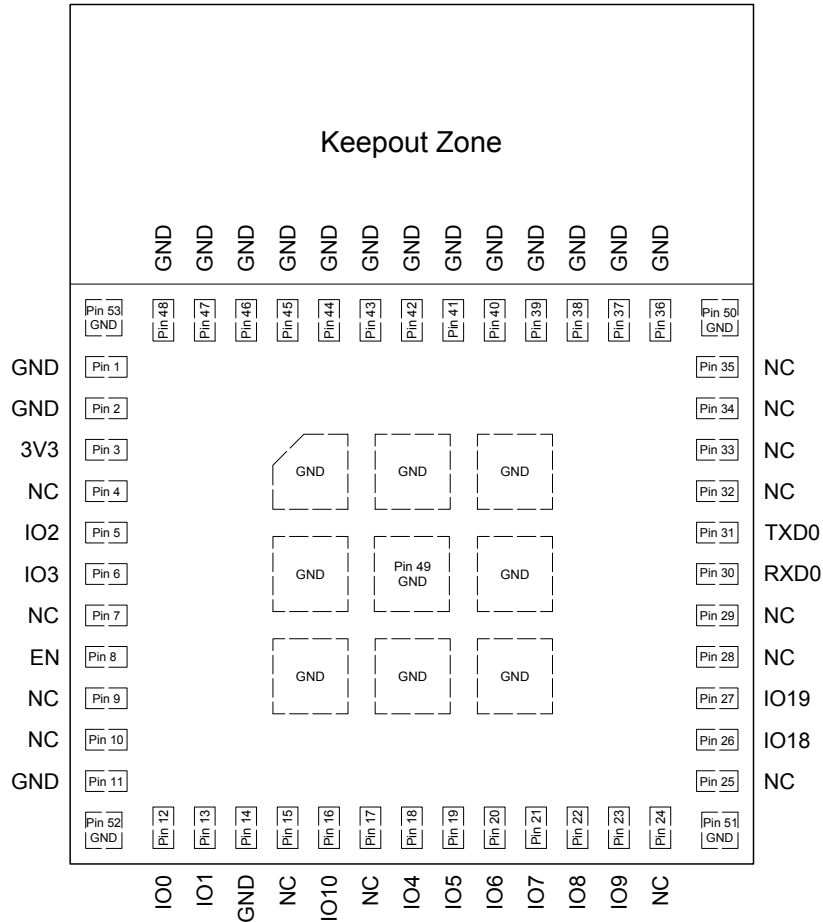 Keepout Zone
GND GND GND GND GND GND GND GND GND GND GND GND GND
Pin 53 GND Pin 48 Pin 47 Pin 46 Pin 45 Pin 44 Pin 43 Pin 42 Pin 41 Pin 40 Pin 39 Pin 38 Pin 37 Pin 36 Pin 50 GND
GND Pin 1 Pin 35 NC
GND Pin 2 Pin 34 NC
3V3 Pin 3 Pin 33 NC
GND GND GND
NC Pin 4 Pin 32 NC
IO2 Pin 5 Pin 31 TXD0
IO3 Pin 6 GND Pin 49 GND GND Pin 30 RXD0
NC Pin 7 Pin 29 NC
EN Pin 8 Pin 28 NC
GND GND GND
NC Pin 9 Pin 27 IO19
NC Pin 10 Pin 26 IO18
GND Pin 11 Pin 25 NC
Pin 52 GND Pin 12 Pin 13 Pin 14 Pin 15 Pin 16 Pin 17 Pin 18 Pin 19 Pin 20 Pin 21 Pin 22 Pin 23 Pin 24 Pin 51 GND
IO0 IO1 GND NC IO10 NC IO4 IO5 IO6 IO7 IO8 IO9 NC